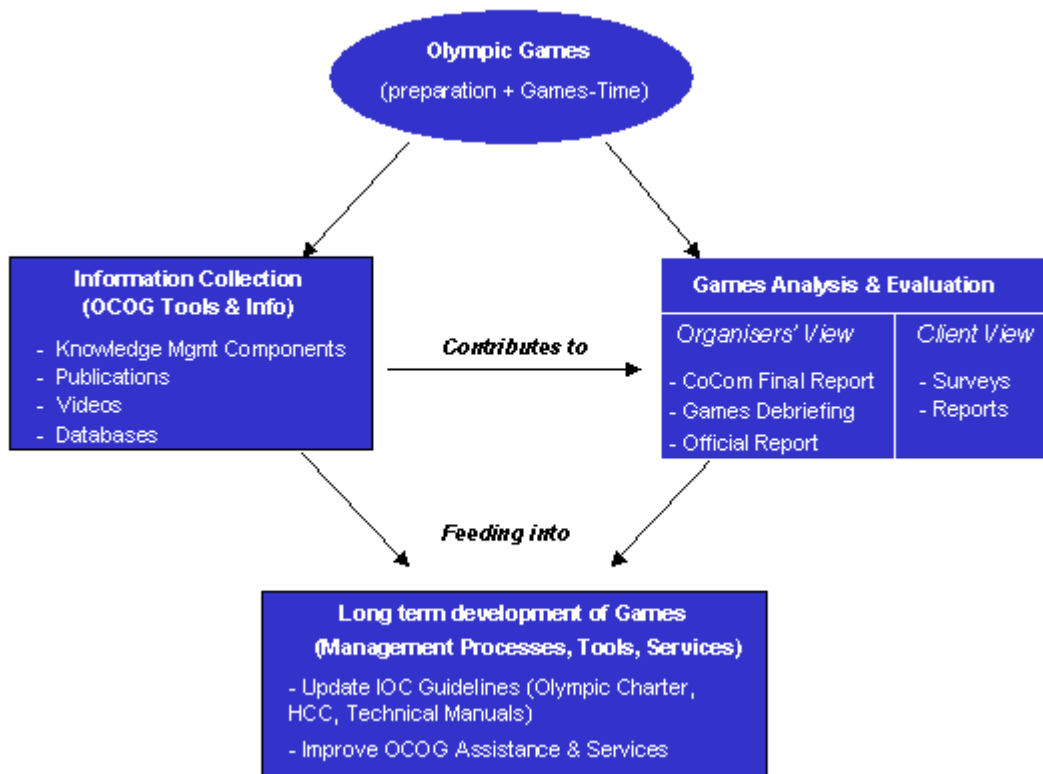 Olympic Games
(preparation + Games-Time)
Information Collection
(OCOG Tools & Info)
- Knowledge Mgmt Components
- Publications
- Videos
- Databases
Contributes to
Games Analysis & Evaluation
Organisers' View
- CoCom Final Report
- Games Debriefing
- Official Report
Client View
- Surveys
- Reports
Feeding into
Long term development of Games
(Management Processes, Tools, Services)
- Update IOC Guidelines (Olympic Charter,
HCC, Technical Manuals)
- Improve OCOG Assistance & Services